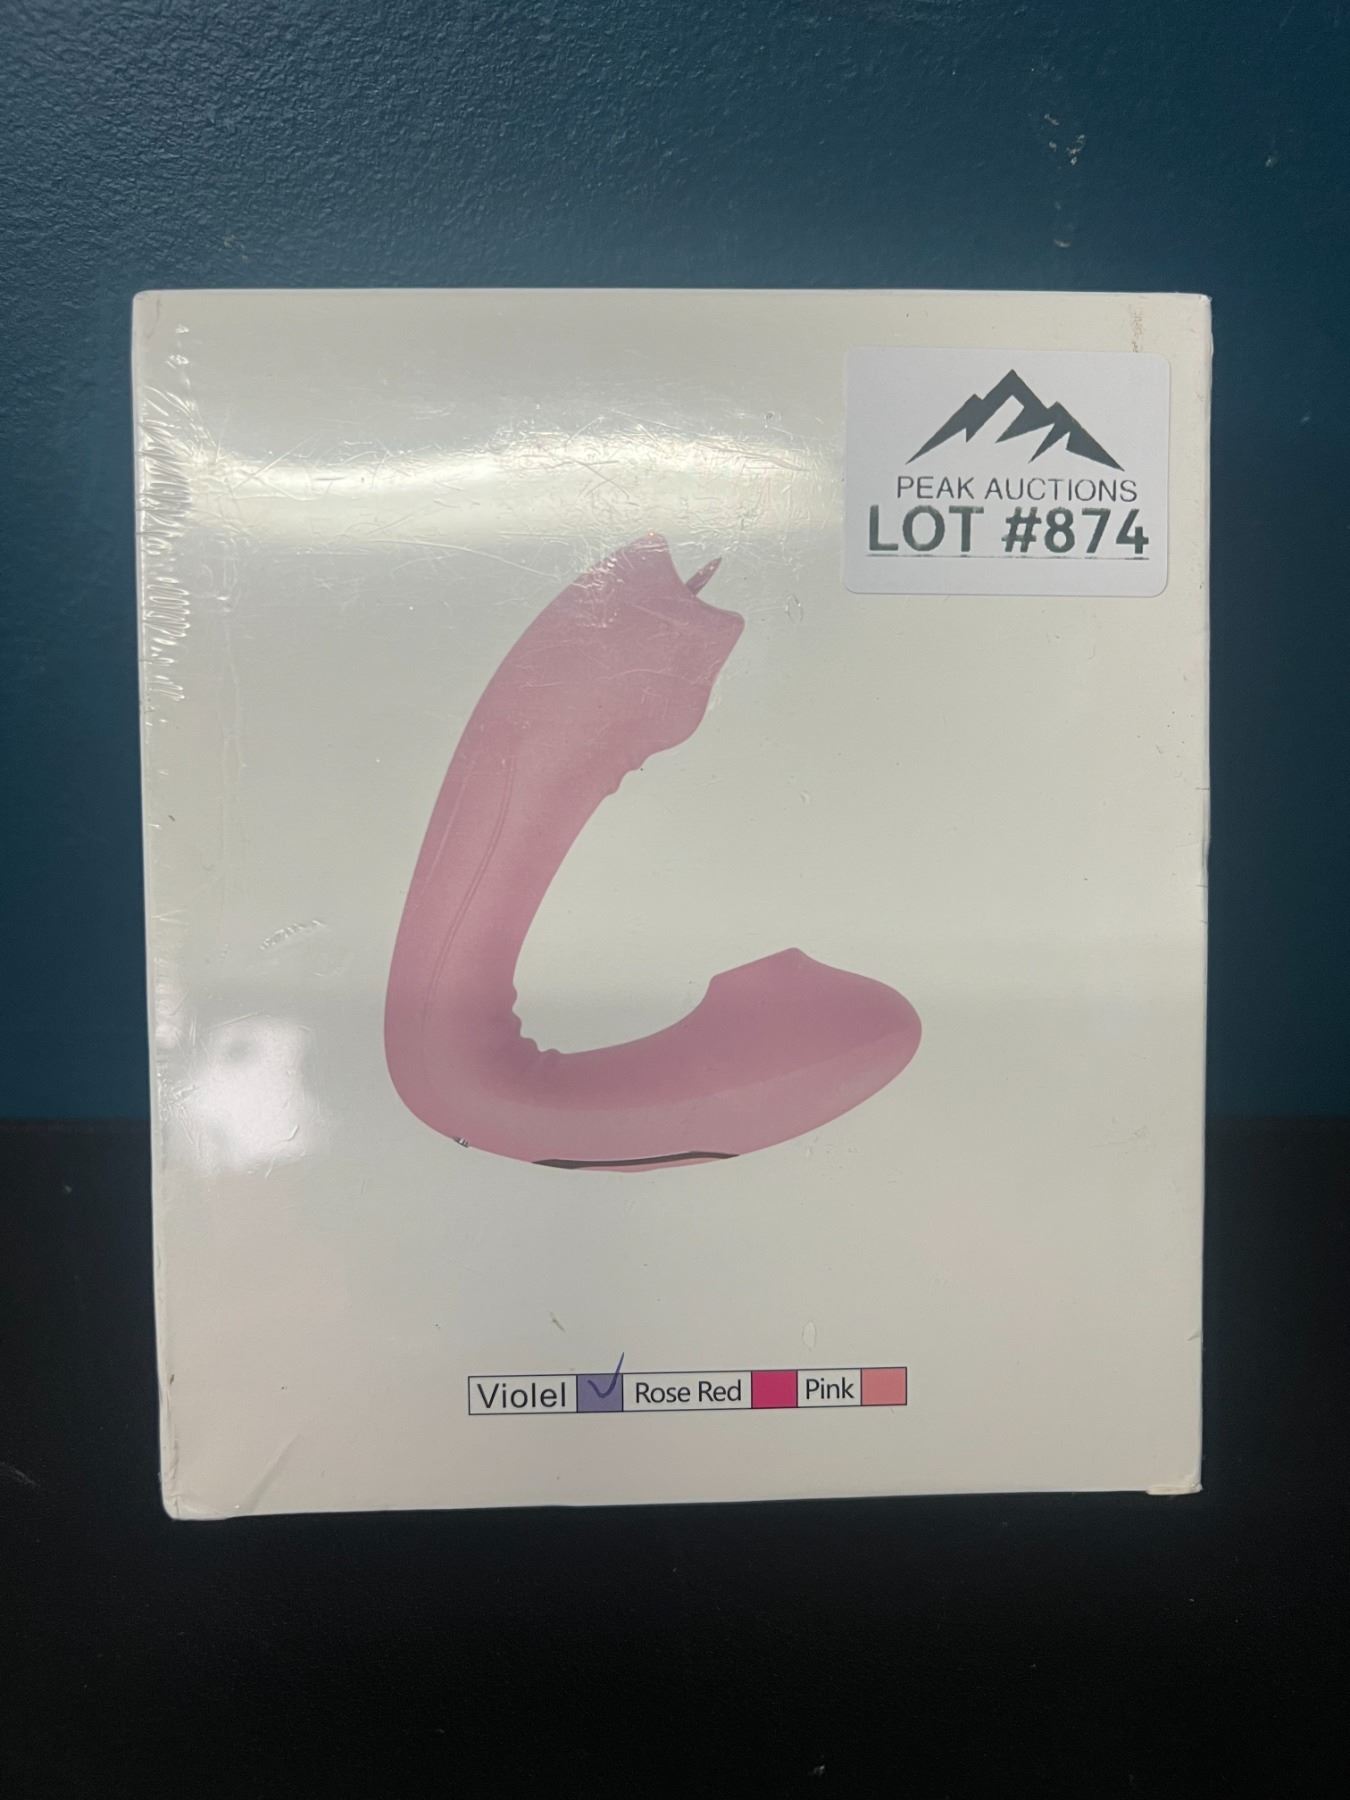 PEAK AUCTIONS
LOT #874
Violel Rose Red Pink